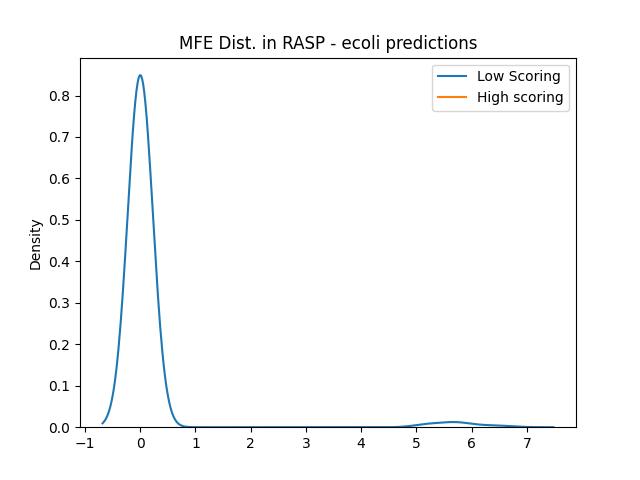 MFE Dist. in RASP - ecoli predictions
Low Scoring
High scoring
Density
0.8
0.7
0.6
0.5
0.4
0.3
0.2
0.1
0.0
−1 0 1 2 3 4 5 6 7